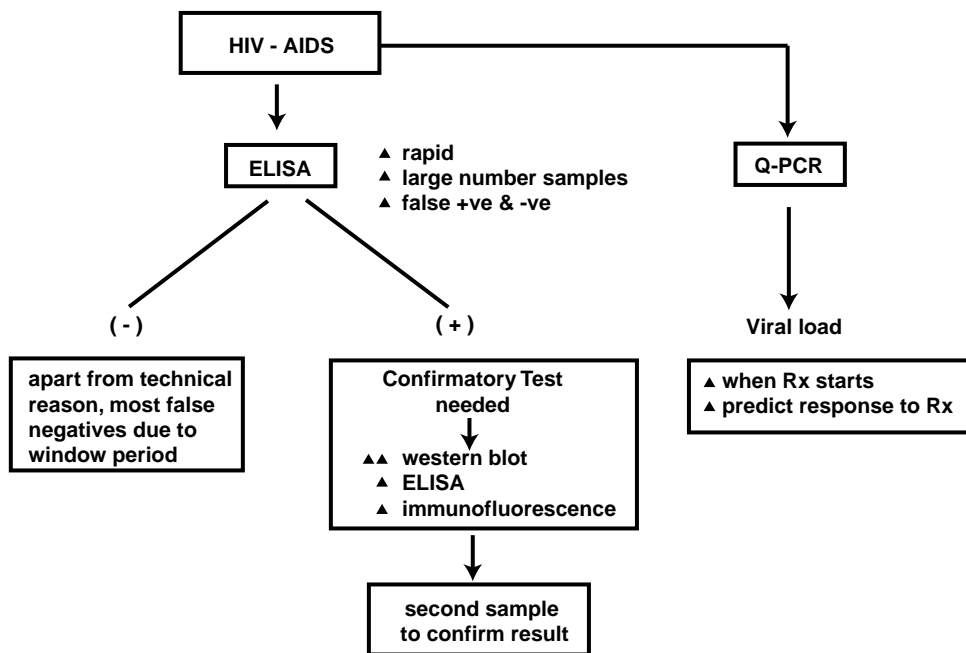 HIV - AIDS
ELISA
▲ rapid
▲ large number samples
▲ false +ve & -ve
Q-PCR
( - )
( + )
Viral load
apart from technical
reason, most false
negatives due to
window period
Confirmatory Test
needed
▲▲ western blot
▲ ELISA
▲ immunofluorescence
▲ when Rx starts
▲ predict response to Rx
second sample
to confirm result